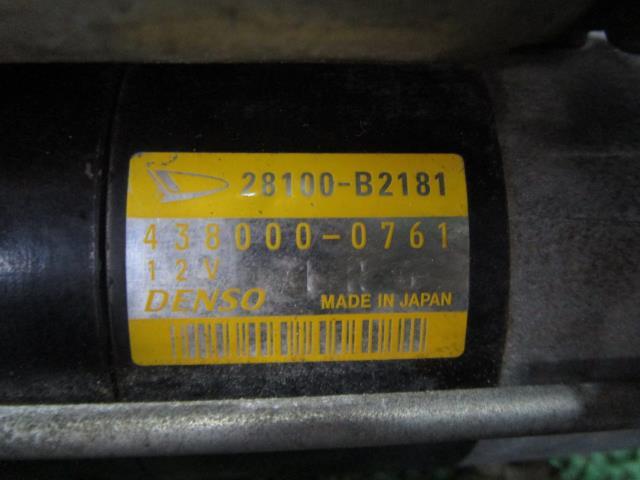 28100-B2181
438000-0761
12V
DENSO MADE IN JAPAN